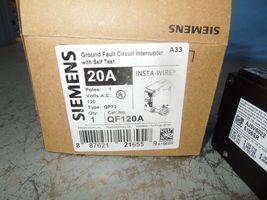 SIEMENS
Ground Fault Circuit Interrupter
with Self Test
A33
SIEMENS
20A
INSTA-WIRE
Poles: 1
Volts A.C.:
120
Type: QPF2
Qty. Cat No.
1 QF120A
8 87621 21655